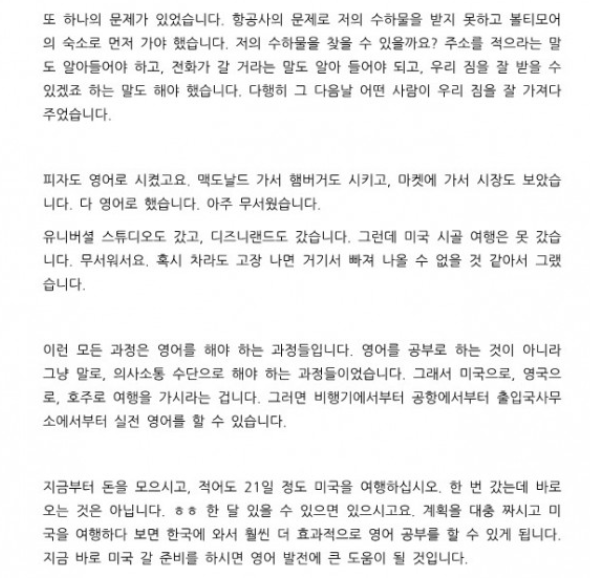 또 하나의 문제가 있었습니다. 항공사의 문제로 저의 수하물을 받지 못하고 볼티모어
의 숙소로 먼저 가야 했습니다. 저의 수하물을 찾을 수 있을까요? 주소를 적으라는 말
도 알아들어야 하고, 전화가 갈 거라는 말도 알아 들어야 되고, 우리 짐을 잘 받을 수
있겠죠 하는 말도 해야 했습니다. 다행히 그 다음날 어떤 사람이 우리 짐을 잘 가져다
주었습니다.
피자도 영어로 시켰고요. 맥도날드 가서 햄버거도 시키고, 마켓에 가서 시장도 보았습
니다. 다 영어로 했습니다. 아주 무서웠습니다.
유니버셜 스튜디오도 갔고, 디즈니랜드도 갔습니다. 그런데 미국 시골 여행은 못 갔습
니다. 무서워서요. 혹시 차라도 고장 나면 거기서 빠져 나올 수 없을 것 같아서 그랬
습니다.
이런 모든 과정은 영어를 해야 하는 과정들입니다. 영어를 공부로 하는 것이 아니라
그냥 말로, 의사소통 수단으로 해야 하는 과정들이었습니다. 그래서 미국으로, 영국으
로, 호주로 여행을 가시라는 겁니다. 그러면 비행기에서부터 공항에서부터 출입국사무
소에서부터 실전 영어를 할 수 있습니다.
지금부터 돈을 모으시고, 적어도 21일 정도 미국을 여행하십시오. 한 번 갔는데 바로
오는 것은 아닙니다. ㅎㅎ 한 달 있을 수 있으면 있으시고요. 계획을 대충 짜시고 미
국을 여행하다 보면 한국에 와서 훨씬 더 효과적으로 영어 공부를 할 수 있게 됩니다.
지금 바로 미국 갈 준비를 하시면 영어 발전에 큰 도움이 될 것입니다.